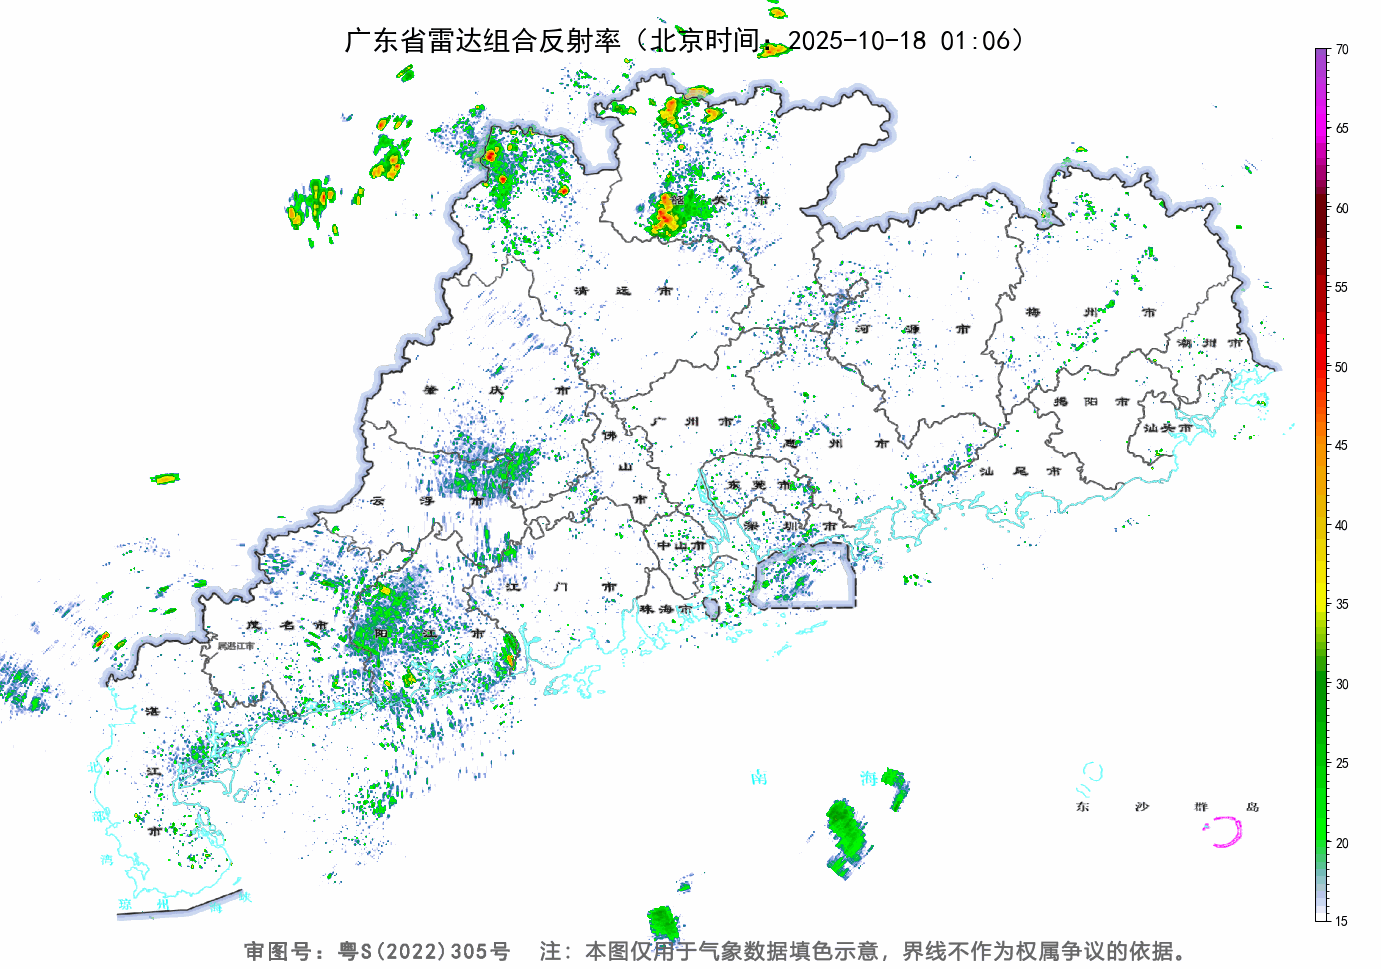 广东省雷达组合反射率（北京时间：2025-10-18 01:06）
70
65
60
55
50
45
40
35
30
25
20
15
韶关市
清远市
河源市
梅州市
潮州市
肇庆市
广州市
揭阳市
汕头市
佛山市
惠州市
汕尾市
云浮市
东莞市
深圳市
中山市
江门市
珠海市
茂名市
阳江市
属湛江市
湛江市
北部湾
南海
东沙群岛
琼州海峡
审图号：粤S(2022)305号 注：本图仅用于气象数据填色示意，界线不作为权属争议的依据。